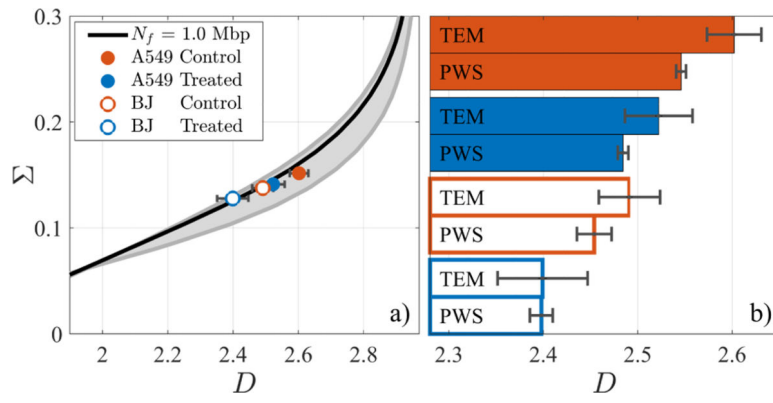 N_f = 1.0 Mbp
A549 Control
A549 Treated
BJ Control
BJ Treated
0.3
0.2
0.1
0
Σ
2 2.2 2.4 2.6 2.8
D
a)
TEM
PWS
TEM
PWS
TEM
PWS
TEM
PWS
b)
2.3 2.4 2.5 2.6
D